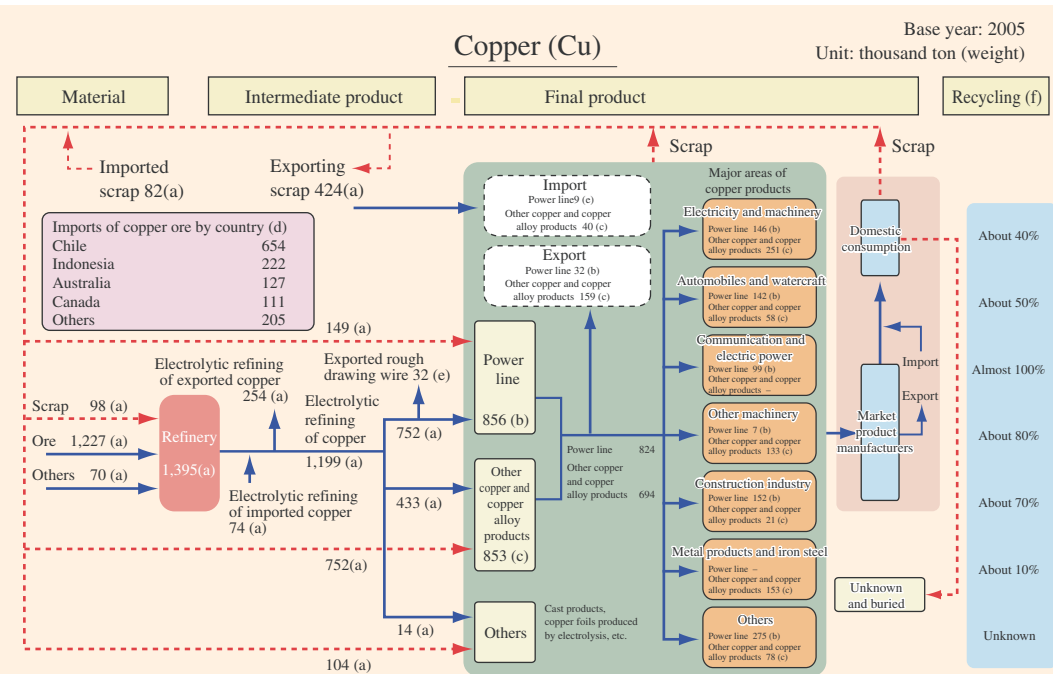 Copper (Cu)
Base year: 2005
Unit: thousand ton (weight)
Material
Intermediate product
Final product
Recycling (f)
Imported
scrap 82(a)
Exporting
scrap 424(a)
Scrap
Scrap
Imports of copper ore by country (d)
Chile 654
Indonesia 222
Australia 127
Canada 111
Others 205
149 (a)
Electrolytic refining
of exported copper
254 (a)
Exported rough
drawing wire 32 (e)
Electrolytic
refining
of copper
1,199 (a)
752 (a)
Scrap 98 (a)
Ore 1,227 (a)
Others 70 (a)
Refinery
1,395(a)
Electrolytic refining
of imported copper
74 (a)
433 (a)
752(a)
14 (a)
104 (a)
Import
Power line9 (e)
Other copper and copper
alloy products 40 (c)
Export
Power line 32 (b)
Other copper and copper
alloy products 159 (c)
Power
line
856 (b)
Other
copper and
copper
alloy
products
853 (c)
Others
Cast products,
copper foils produced
by electrolysis, etc.
Power line 824
Other copper
and copper
alloy products 694
Major areas of
copper products
Electricity and machinery
Power line 146 (b)
Other copper and copper
alloy products 251 (c)
Automobiles and watercraft
Power line 142 (b)
Other copper and copper
alloy products 58 (c)
Communication and
electric power
Power line 99 (b)
Other copper and copper
alloy products –
Other machinery
Power line 7 (b)
Other copper and copper
alloy products 133 (c)
Construction industry
Power line 152 (b)
Other copper and copper
alloy products 21 (c)
Metal products and iron steel
Power line –
Other copper and copper
alloy products 153 (c)
Others
Power line 275 (b)
Other copper and copper
alloy products 78 (c)
Domestic
consumption
Import
Export
Market
product
manufacturers
Unknown
and buried
About 40%
About 50%
Almost 100%
About 80%
About 70%
About 10%
Unknown